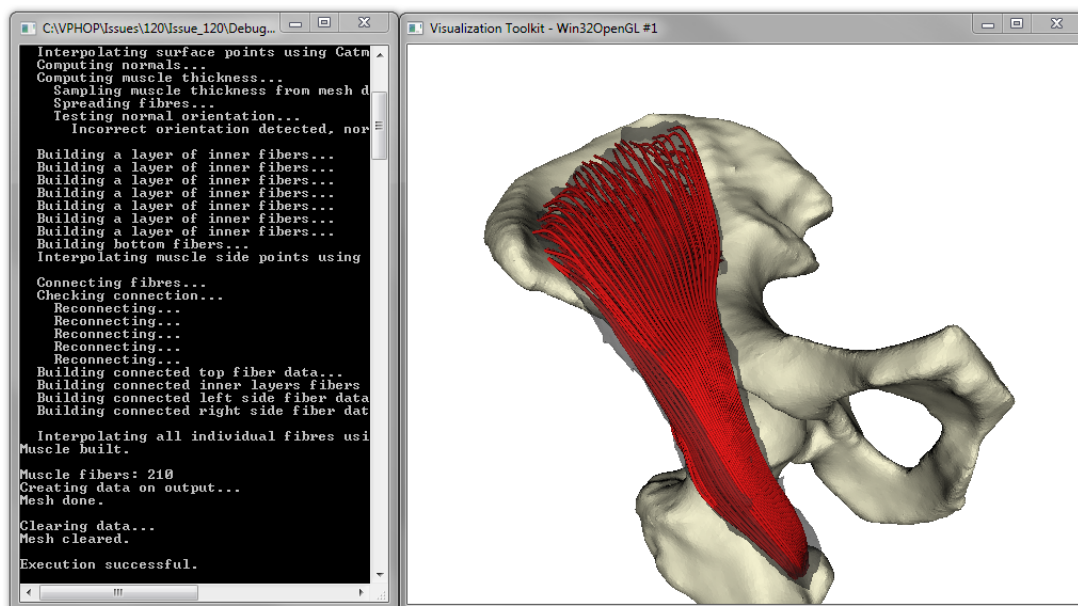 C:\VPHOP\Issues\120\Issue_120\Debug...
Interpolating surface points using Catm
Computing normals...
Computing muscle thickness...
Sampling muscle thickness from mesh d
Spreading fibres...
Testing normal orientation...
Incorrect orientation detected, nor
Building a layer of inner fibers...
Building a layer of inner fibers...
Building a layer of inner fibers...
Building a layer of inner fibers...
Building a layer of inner fibers...
Building a layer of inner fibers...
Building a layer of inner fibers...
Building bottom fibers...
Interpolating muscle side points using
Connecting fibres...
Checking connection...
Reconnecting...
Reconnecting...
Reconnecting...
Reconnecting...
Reconnecting...
Building connected top fiber data...
Building connected inner layers fibers
Building connected left side fiber data
Building connected right side fiber dat
Interpolating all individual fibres usi
Muscle built.
Muscle fibers: 210
Creating data on output...
Mesh done.
Clearing data...
Mesh cleared.
Execution successful.
Visualization Toolkit - Win32OpenGL #1